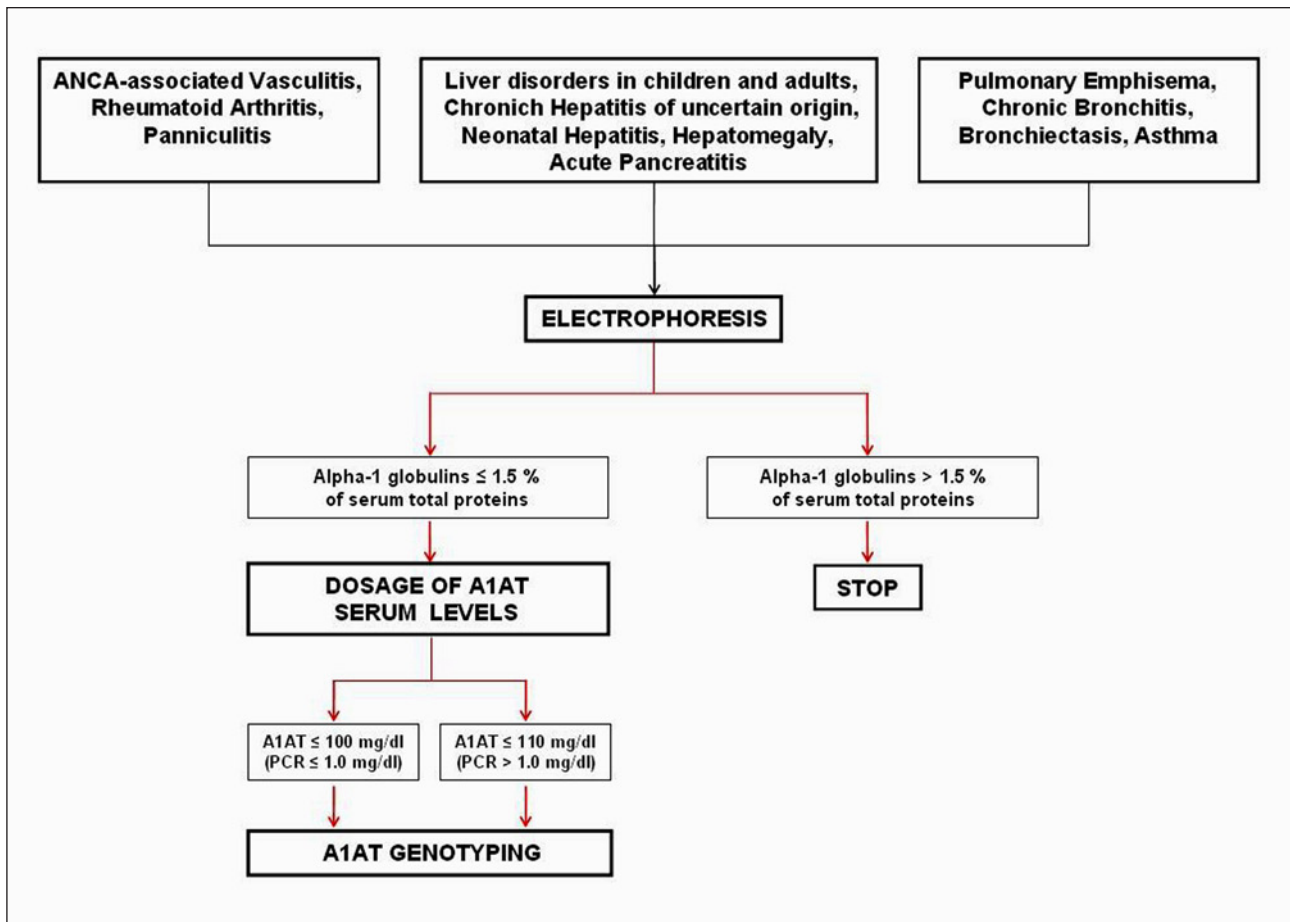 ANCA-associated Vasculitis,
Rheumatoid Arthritis,
Panniculitis
Liver disorders in children and adults,
Chronich Hepatitis of uncertain origin,
Neonatal Hepatitis, Hepatomegaly,
Acute Pancreatitis
Pulmonary Emphisema,
Chronic Bronchitis,
Bronchiectasis, Asthma
ELECTROPHORESIS
Alpha-1 globulins ≤ 1.5 %
of serum total proteins
Alpha-1 globulins > 1.5 %
of serum total proteins
DOSAGE OF A1AT
SERUM LEVELS
STOP
A1AT ≤ 100 mg/dl
(PCR ≤ 1.0 mg/dl)
A1AT ≤ 110 mg/dl
(PCR > 1.0 mg/dl)
A1AT GENOTYPING